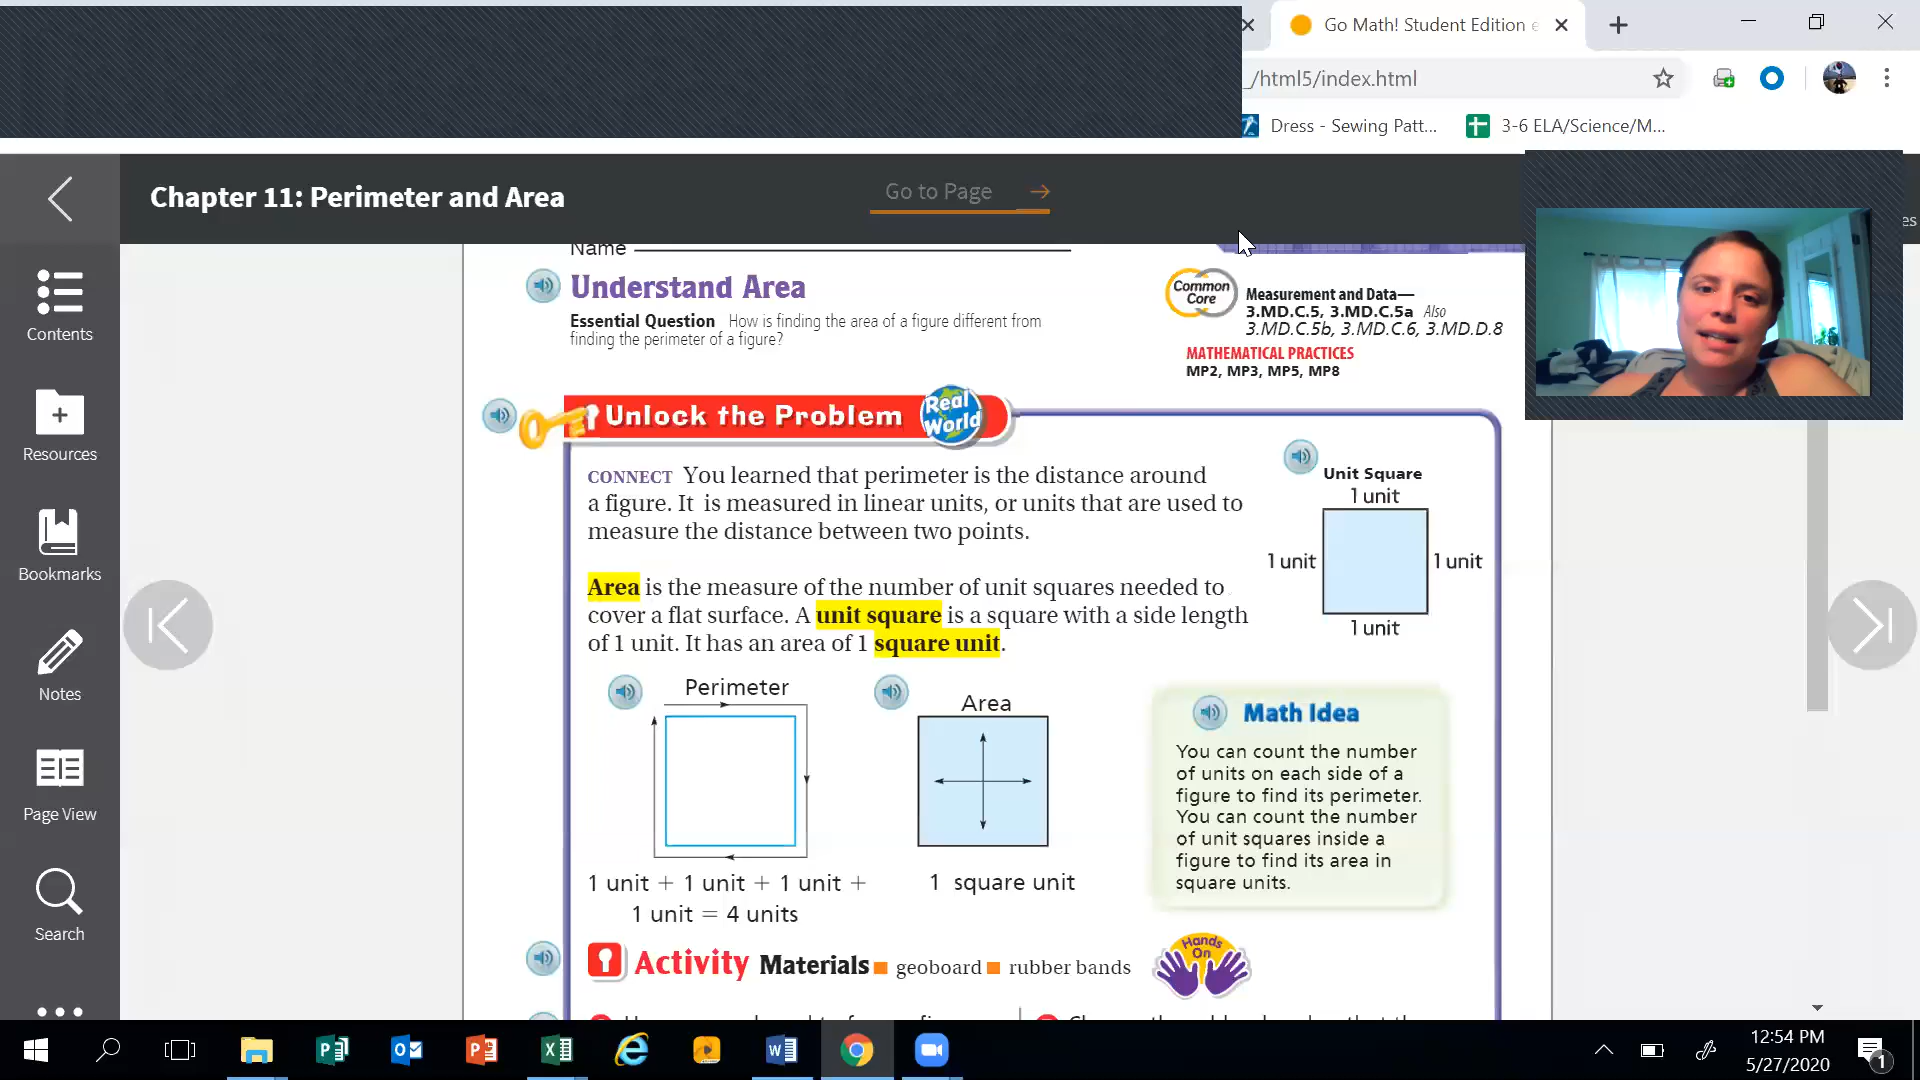 Go Math! Student Edition e
_/html5/index.html
Dress - Sewing Patt...
3-6 ELA/Science/M...
Chapter 11: Perimeter and Area
Go to Page
es
Contents
Resources
Bookmarks
Notes
Page View
Search
Name
Understand Area
Essential Question How is finding the area of a figure different from
finding the perimeter of a figure?
Common
Core
Measurement and Data—
3.MD.C.5, 3.MD.C.5a Also
3.MD.C.5b, 3.MD.C.6, 3.MD.D.8
MATHEMATICAL PRACTICES
MP2, MP3, MP5, MP8
Unlock the Problem
Real
World
CONNECT You learned that perimeter is the distance around
a figure. It is measured in linear units, or units that are used to
measure the distance between two points.
Area is the measure of the number of unit squares needed to
cover a flat surface. A unit square is a square with a side length
of 1 unit. It has an area of 1 square unit.
Unit Square
1 unit
1 unit
1 unit
1 unit
Perimeter
1 unit + 1 unit + 1 unit +
1 unit = 4 units
Area
1 square unit
Math Idea
You can count the number
of units on each side of a
figure to find its perimeter.
You can count the number
of unit squares inside a
figure to find its area in
square units.
Activity Materials ■ geoboard ■ rubber bands
Hands
On
12:54 PM
5/27/2020
1